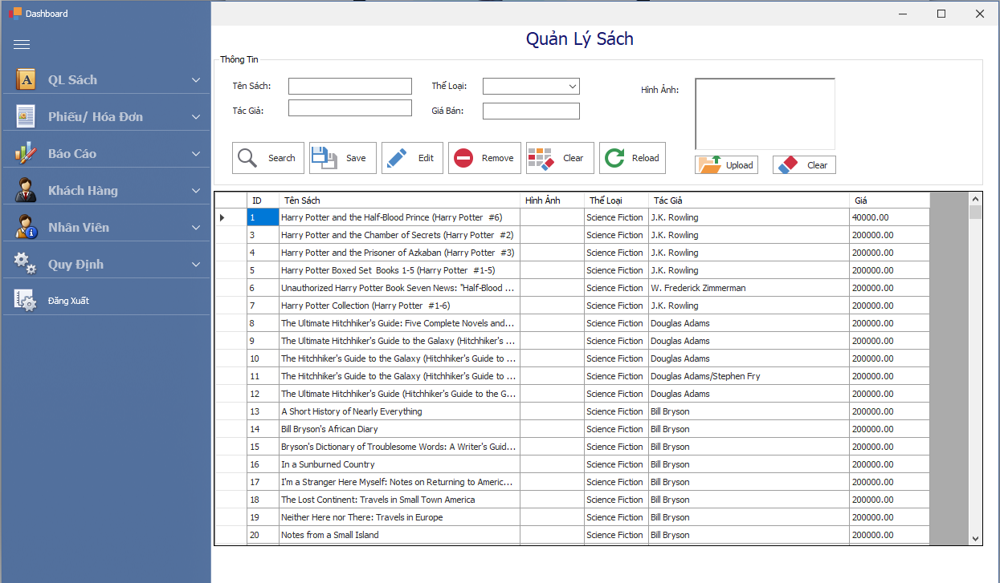 Dashboard
QL Sách
Phiếu/ Hóa Đơn
Báo Cáo
Khách Hàng
Nhân Viên
Quy Định
Đăng Xuất
Quản Lý Sách
Thông Tin
Tên Sách: Thể Loại: Hình Ảnh:
Tác Giả: Giá Bán:
Search Save Edit Remove Clear Reload Upload Clear
ID Tên Sách Hình Ảnh Thể Loại Tác Giả Giá
1 Harry Potter and the Half-Blood Prince (Harry Potter #6) Science Fiction J.K. Rowling 40000.00
3 Harry Potter and the Chamber of Secrets (Harry Potter #2) Science Fiction J.K. Rowling 200000.00
4 Harry Potter and the Prisoner of Azkaban (Harry Potter #3) Science Fiction J.K. Rowling 200000.00
5 Harry Potter Boxed Set Books 1-5 (Harry Potter #1-5) Science Fiction J.K. Rowling 200000.00
6 Unauthorized Harry Potter Book Seven News: "Half-Blood ... Science Fiction W. Frederick Zimmerman 200000.00
7 Harry Potter Collection (Harry Potter #1-6) Science Fiction J.K. Rowling 200000.00
8 The Ultimate Hitchhiker's Guide: Five Complete Novels and... Science Fiction Douglas Adams 200000.00
9 The Ultimate Hitchhiker's Guide to the Galaxy (Hitchhiker's ... Science Fiction Douglas Adams 200000.00
10 The Hitchhiker's Guide to the Galaxy (Hitchhiker's Guide to ... Science Fiction Douglas Adams 200000.00
11 The Hitchhiker's Guide to the Galaxy (Hitchhiker's Guide to ... Science Fiction Douglas Adams/Stephen Fry 200000.00
12 The Ultimate Hitchhiker's Guide (Hitchhiker's Guide to the G... Science Fiction Douglas Adams 200000.00
13 A Short History of Nearly Everything Science Fiction Bill Bryson 200000.00
14 Bill Bryson's African Diary Science Fiction Bill Bryson 200000.00
15 Bryson's Dictionary of Troublesome Words: A Writer's Guid... Science Fiction Bill Bryson 200000.00
16 In a Sunburned Country Science Fiction Bill Bryson 200000.00
17 I'm a Stranger Here Myself: Notes on Returning to Americ... Science Fiction Bill Bryson 200000.00
18 The Lost Continent: Travels in Small Town America Science Fiction Bill Bryson 200000.00
19 Neither Here nor There: Travels in Europe Science Fiction Bill Bryson 200000.00
20 Notes from a Small Island Science Fiction Bill Bryson 200000.00